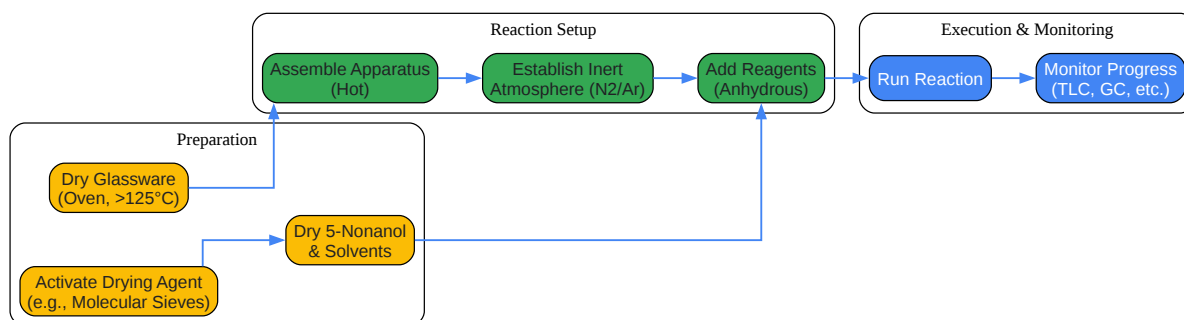 Reaction Setup
Assemble Apparatus
(Hot)
Establish Inert
Atmosphere (N2/Ar)
Add Reagents
(Anhydrous)
Execution & Monitoring
Run Reaction
Monitor Progress
(TLC, GC, etc.)
Preparation
Dry Glassware
(Oven, >125°C)
Dry 5-Nonanol
& Solvents
Activate Drying Agent
(e.g., Molecular Sieves)